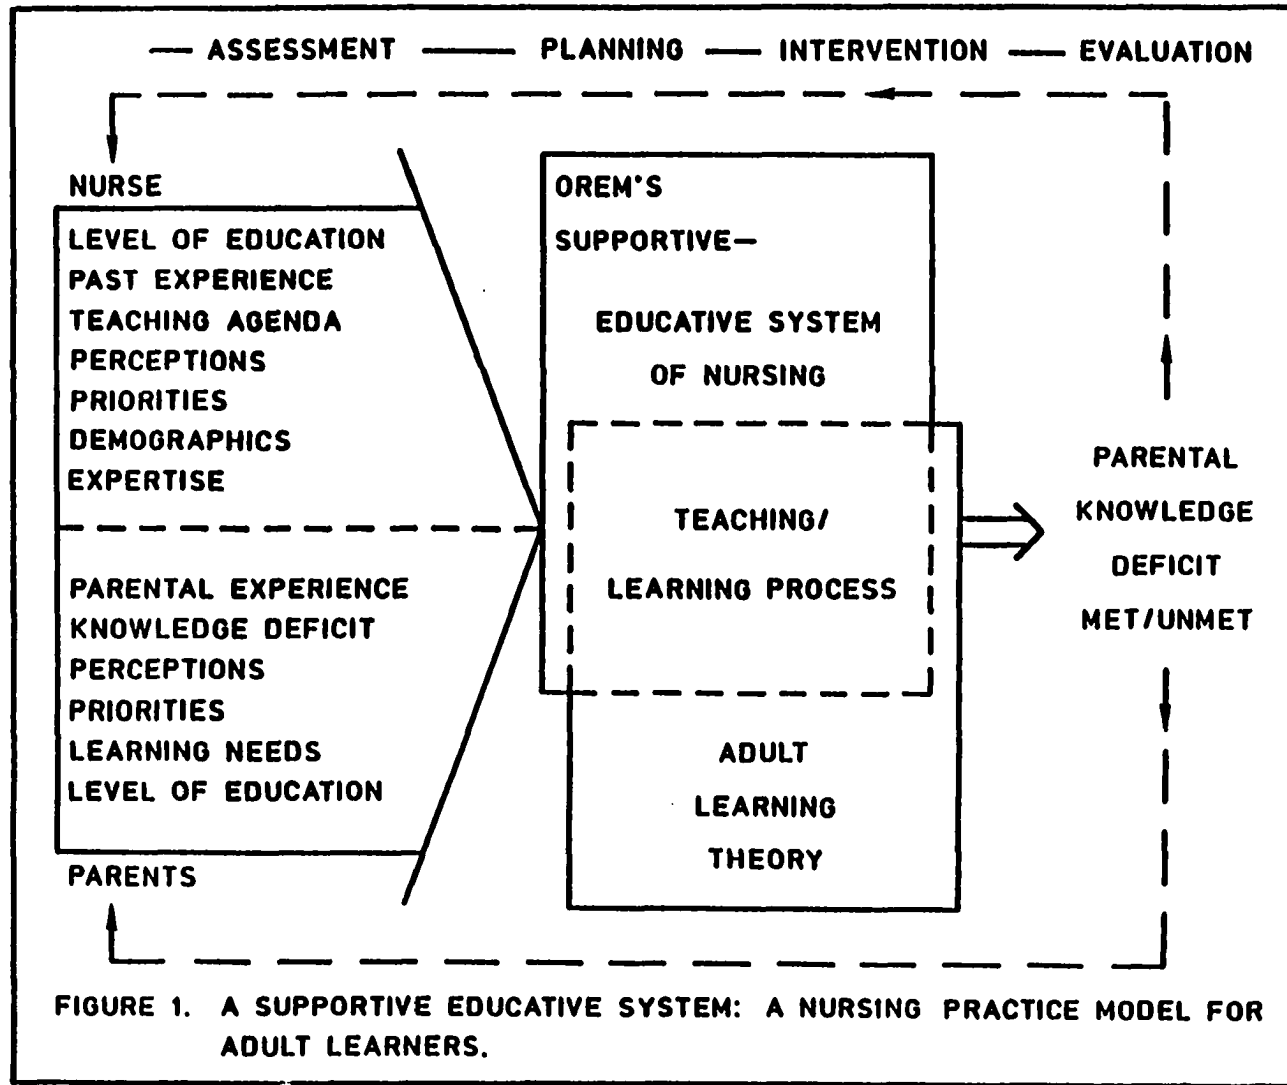 — ASSESSMENT — PLANNING — INTERVENTION — EVALUATION
NURSE
LEVEL OF EDUCATION
PAST EXPERIENCE
TEACHING AGENDA
PERCEPTIONS
PRIORITIES
DEMOGRAPHICS
EXPERTISE
PARENTAL EXPERIENCE
KNOWLEDGE DEFICIT
PERCEPTIONS
PRIORITIES
LEARNING NEEDS
LEVEL OF EDUCATION
PARENTS
OREM'S
SUPPORTIVE—
EDUCATIVE SYSTEM
OF NURSING
TEACHING/
LEARNING PROCESS
ADULT
LEARNING
THEORY
PARENTAL
KNOWLEDGE
DEFICIT
MET/UNMET
FIGURE 1. A SUPPORTIVE EDUCATIVE SYSTEM: A NURSING PRACTICE MODEL FOR
ADULT LEARNERS.